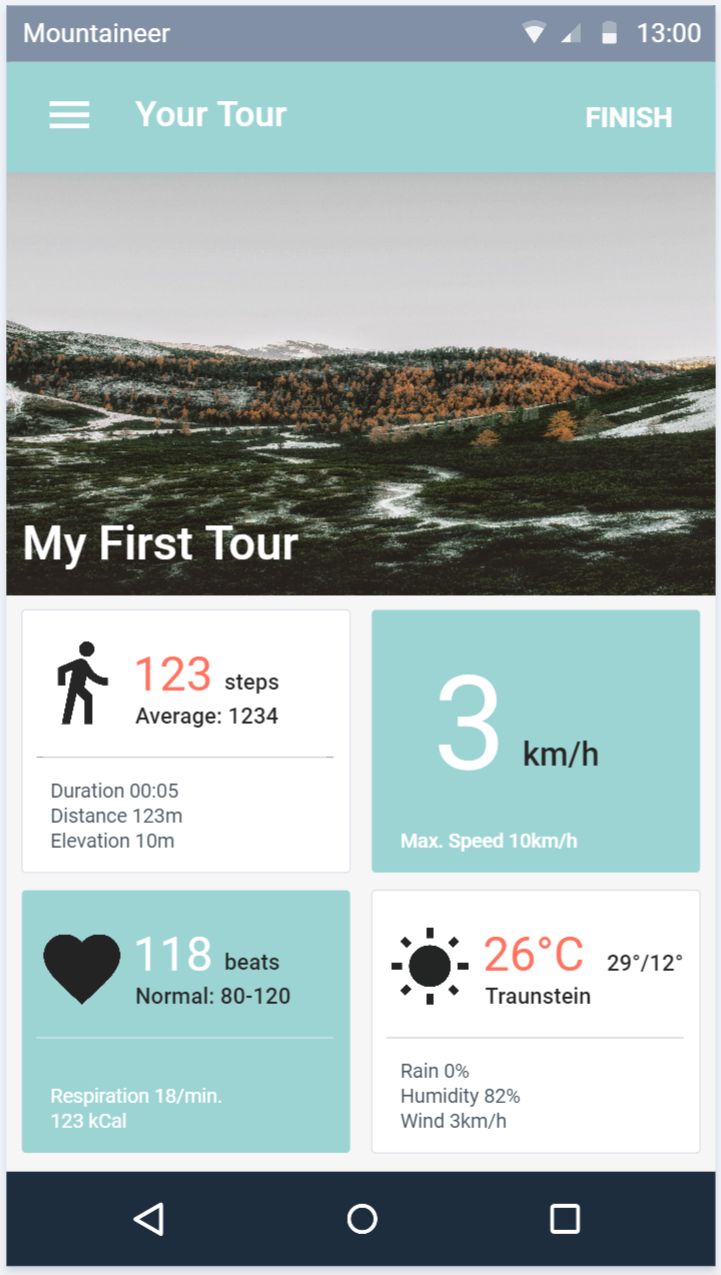 Mountaineer 13:00
Your Tour FINISH
My First Tour
123 steps
Average: 1234
Duration 00:05
Distance 123m
Elevation 10m
3 km/h
Max. Speed 10km/h
118 beats
Normal: 80-120
Respiration 18/min.
123 kCal
26°C 29°/12°
Traunstein
Rain 0%
Humidity 82%
Wind 3km/h